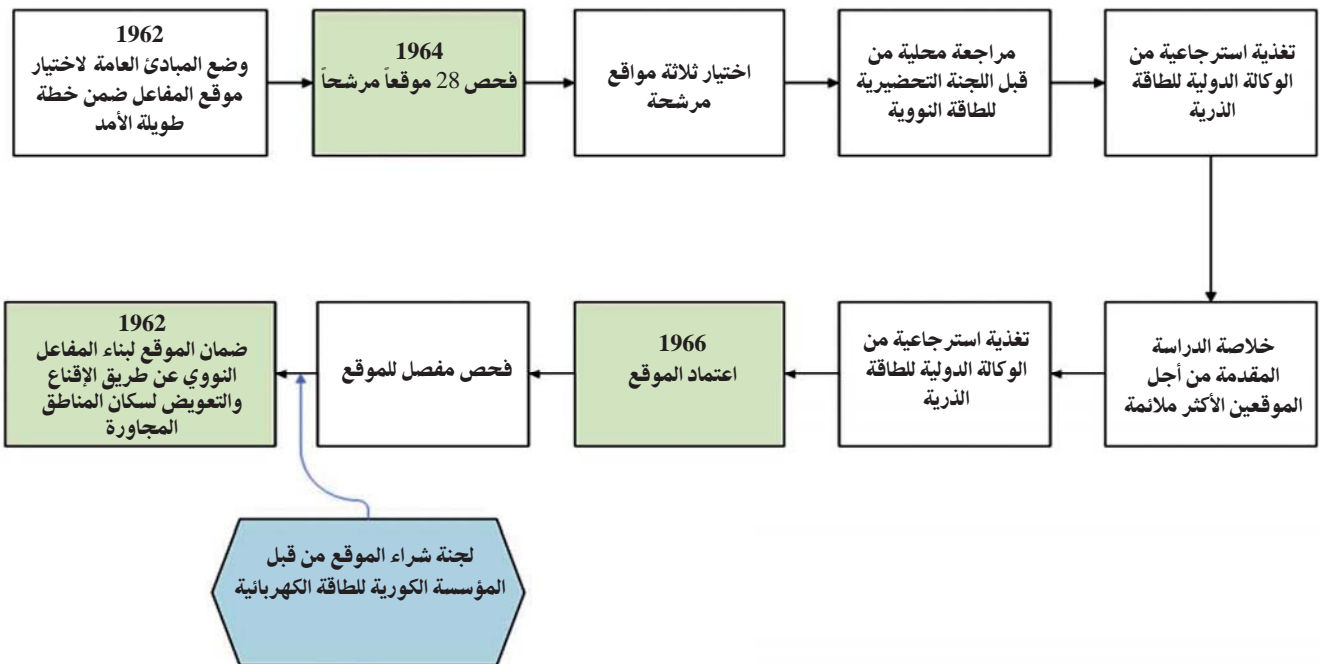 1962
وضع المبادئ العامة لاختيار
موقع المفاعل ضمن خطة
طويلة الأمد
1964
فحص 28 موقعاً مرشحاً
اختيار ثلاثة مواقع
مرشحة
مراجعة محلية من
قبل اللجنة التحضيرية
للطاقة النووية
تغذية استرجاعية من
الوكالة الدولية للطاقة
الذرية
خلاصة الدراسة
المقدمة من أجل
الموقعين الأكثر ملائمة
تغذية استرجاعية من
الوكالة الدولية للطاقة
الذرية
1966
اعتماد الموقع
فحص مفصل للموقع
1962
ضمان الموقع لبناء المفاعل
النووي عن طريق الإقناع
والتعويض لسكان المناطق
المجاورة
لجنة شراء الموقع من قبل
المؤسسة الكورية للطاقة الكهربائية